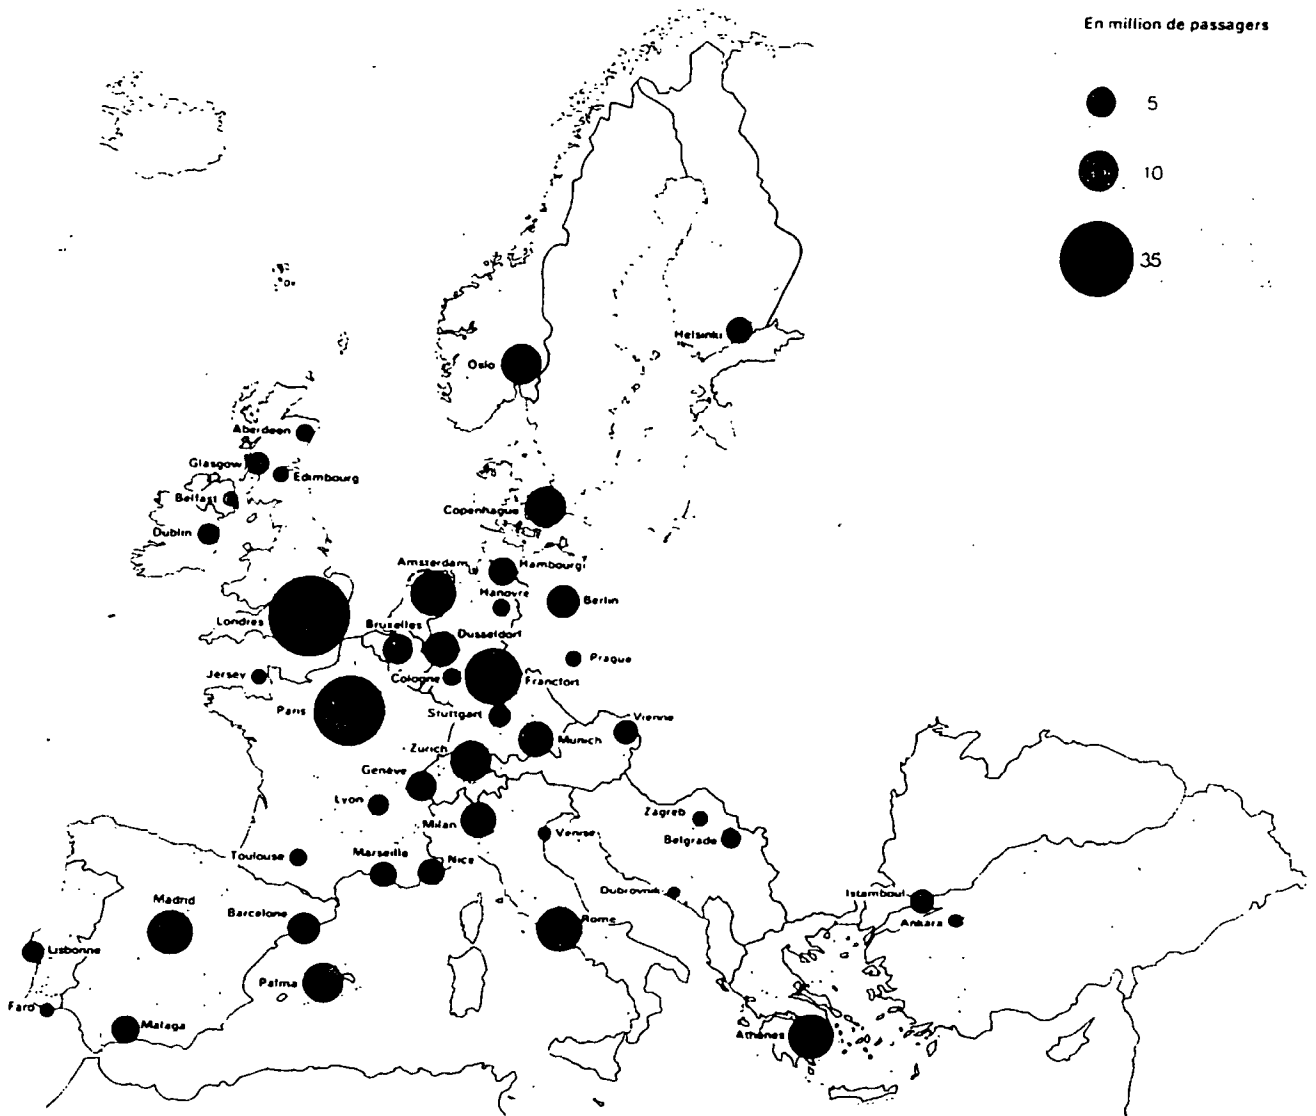 En million de passagers
5
10
35
Helsinki
Oslo
Aberdeen
Glasgow
Edimbourg
Belfast
Copenhague
Dublin
Amsterdam
Hambourg
Hanovre
Berlin
Londres
Bruxelles
Dusseldorf
Prague
Jersey
Cologne
Francfort
Paris
Stuttgart
Vienne
Munich
Zurich
Genève
Lyon
Milan
Zagreb
Venise
Belgrade
Toulouse
Marseille
Nice
Dubrovnik
Istamboul
Madrid
Barcelone
Rome
Ankara
Lisbonne
Palma
Faro
Malaga
Athènes